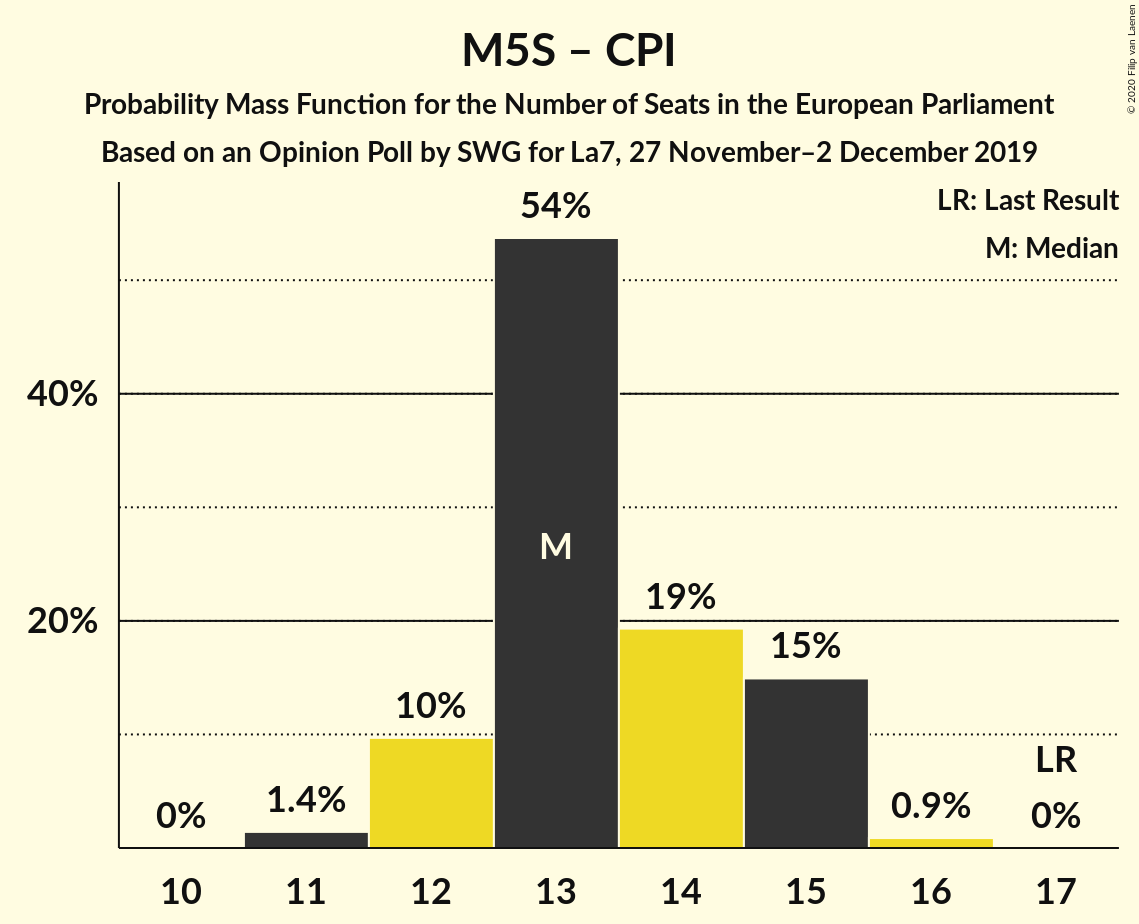 M5S – CPI
Probability Mass Function for the Number of Seats in the European Parliament
Based on an Opinion Poll by SWG for La7, 27 November–2 December 2019
© 2020 Filip van Laenen
LR: Last Result
M: Median
40%
20%
0%
1.4%
10%
54%
M
19%
15%
0.9%
LR
0%
10
11
12
13
14
15
16
17